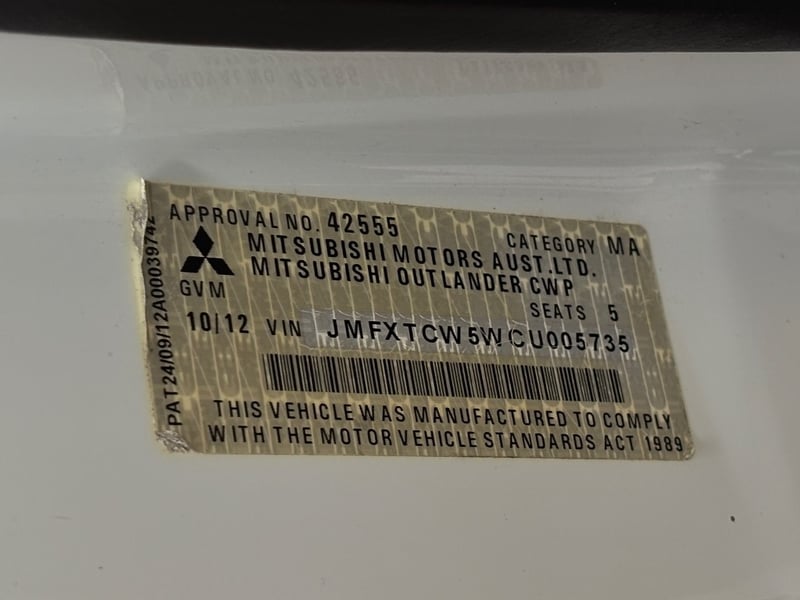 APPROVAL NO. 42555 CATEGORY MA
MITSUBISHI MOTORS AUST.LTD.
MITSUBISHI OUTLANDER CWP
GVM SEATS 5
10/12 VIN JMFXTCW5WCU005735
THIS VEHICLE WAS MANUFACTURED TO COMPLY
WITH THE MOTOR VEHICLE STANDARDS ACT 1989
PAT24/09/12A00039742